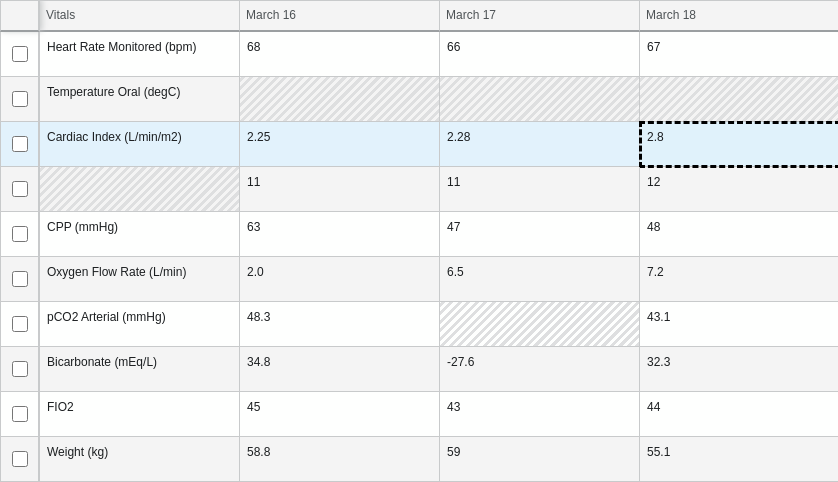 Vitals March 16 March 17 March 18
Heart Rate Monitored (bpm) 68 66 67
Temperature Oral (degC)
Cardiac Index (L/min/m2) 2.25 2.28 2.8
11 11 12
CPP (mmHg) 63 47 48
Oxygen Flow Rate (L/min) 2.0 6.5 7.2
pCO2 Arterial (mmHg) 48.3 43.1
Bicarbonate (mEq/L) 34.8 -27.6 32.3
FIO2 45 43 44
Weight (kg) 58.8 59 55.1